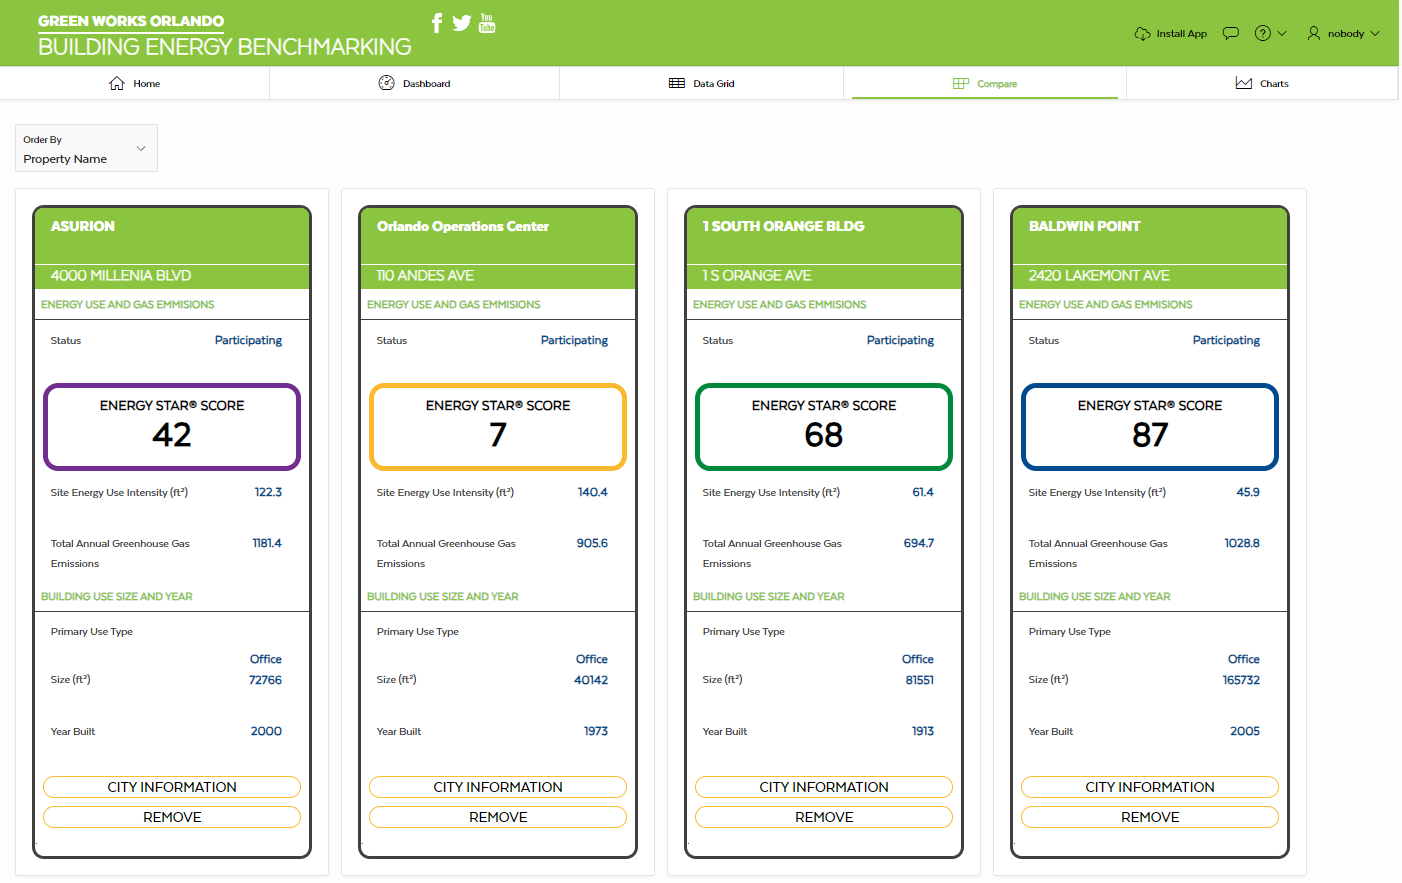 GREEN WORKS ORLANDO
BUILDING ENERGY BENCHMARKING
You
Tube
Install App
nobody
Home
Dashboard
Data Grid
Compare
Charts
Order By
Property Name
ASURION
4000 MILLENIA BLVD
ENERGY USE AND GAS EMMISIONS
Status Participating
ENERGY STAR® SCORE
42
Site Energy Use Intensity (ft²) 122.3
Total Annual Greenhouse Gas 1181.4
Emissions
BUILDING USE SIZE AND YEAR
Primary Use Type
Office
Size (ft²) 72766
Year Built 2000
CITY INFORMATION
REMOVE
Orlando Operations Center
110 ANDES AVE
ENERGY USE AND GAS EMMISIONS
Status Participating
ENERGY STAR® SCORE
7
Site Energy Use Intensity (ft²) 140.4
Total Annual Greenhouse Gas 905.6
Emissions
BUILDING USE SIZE AND YEAR
Primary Use Type
Office
Size (ft²) 40142
Year Built 1973
CITY INFORMATION
REMOVE
1 SOUTH ORANGE BLDG
1 S ORANGE AVE
ENERGY USE AND GAS EMMISIONS
Status Participating
ENERGY STAR® SCORE
68
Site Energy Use Intensity (ft²) 61.4
Total Annual Greenhouse Gas 694.7
Emissions
BUILDING USE SIZE AND YEAR
Primary Use Type
Office
Size (ft²) 81551
Year Built 1913
CITY INFORMATION
REMOVE
BALDWIN POINT
2420 LAKEMONT AVE
ENERGY USE AND GAS EMMISIONS
Status Participating
ENERGY STAR® SCORE
87
Site Energy Use Intensity (ft²) 45.9
Total Annual Greenhouse Gas 1028.8
Emissions
BUILDING USE SIZE AND YEAR
Primary Use Type
Office
Size (ft²) 165732
Year Built 2005
CITY INFORMATION
REMOVE